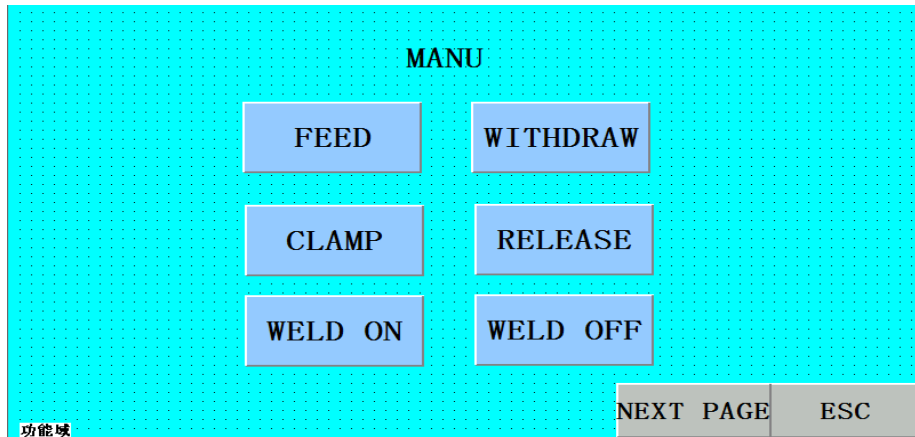 MANU
FEED WITHDRAW
CLAMP RELEASE
WELD ON WELD OFF
NEXT PAGE ESC
功能域